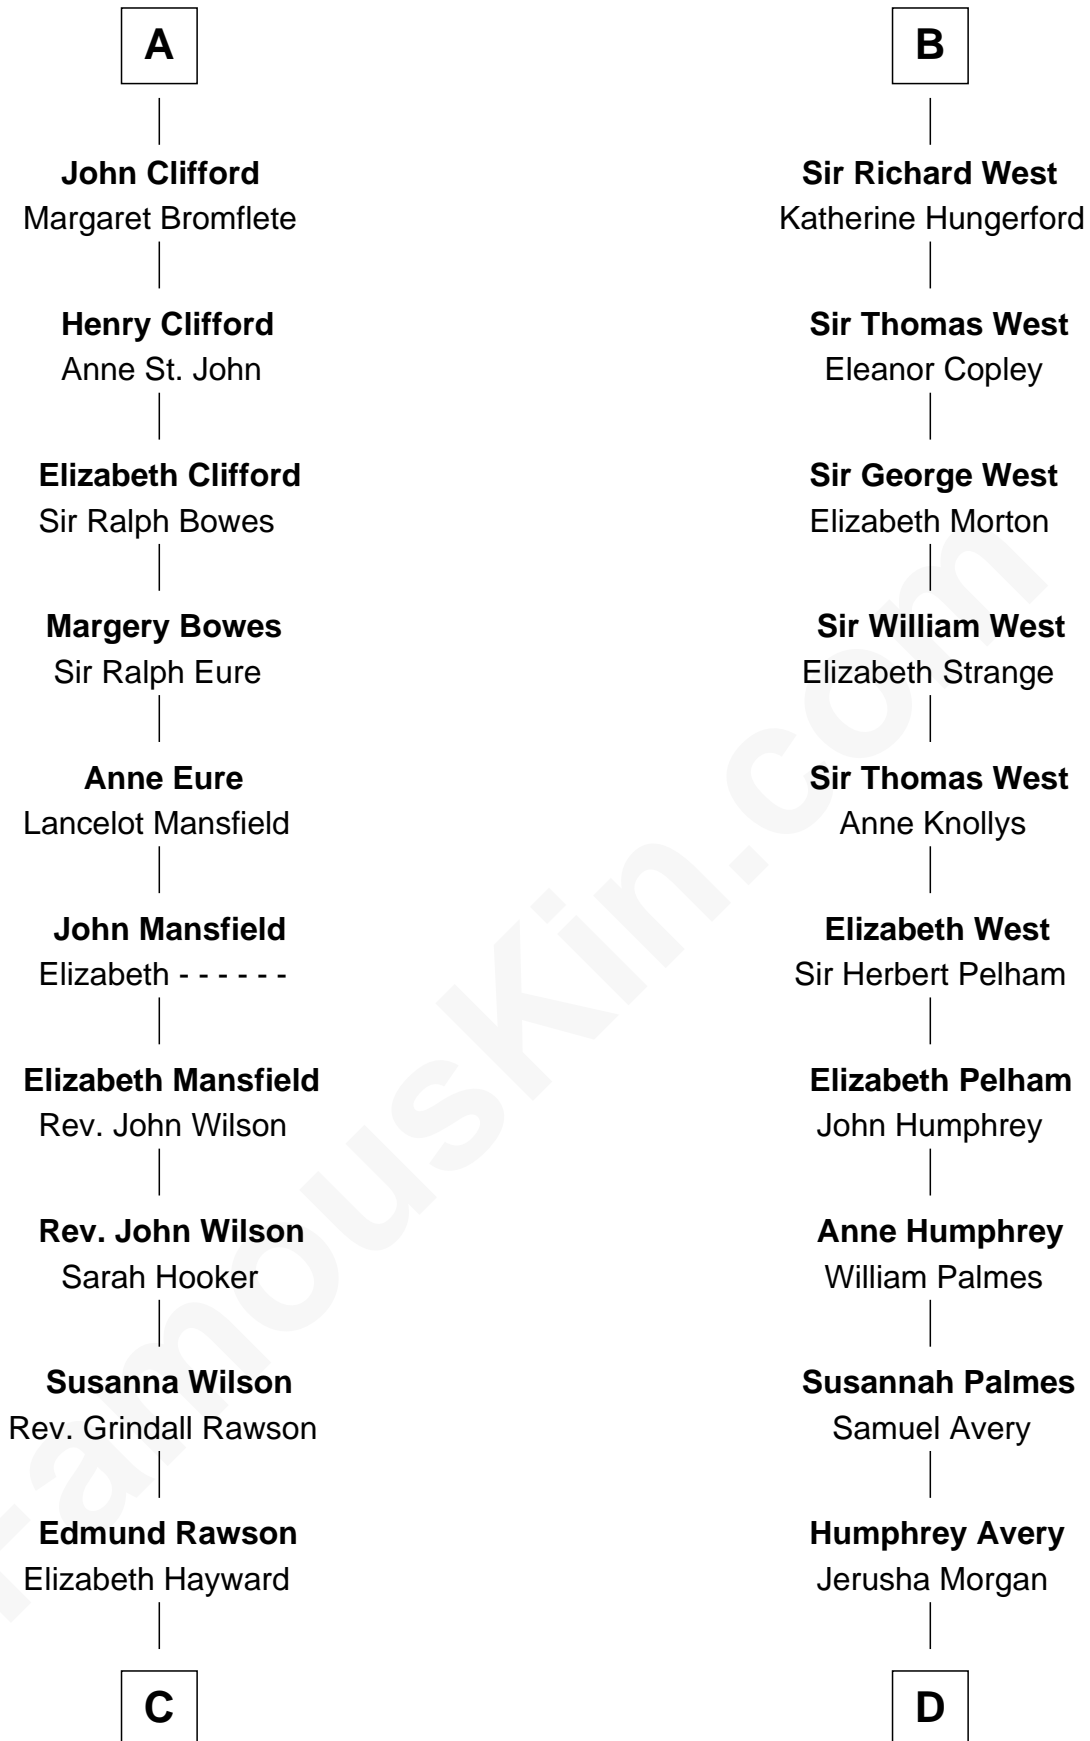 A
John Clifford
Margaret Bromflete
Henry Clifford
Anne St. John
Elizabeth Clifford
Sir Ralph Bowes
Margery Bowes
Sir Ralph Eure
Anne Eure
Lancelot Mansfield
John Mansfield
Elizabeth - - - - - -
Elizabeth Mansfield
Rev. John Wilson
Rev. John Wilson
Sarah Hooker
Susanna Wilson
Rev. Grindall Rawson
Edmund Rawson
Elizabeth Hayward
C
B
Sir Richard West
Katherine Hungerford
Sir Thomas West
Eleanor Copley
Sir George West
Elizabeth Morton
Sir William West
Elizabeth Strange
Sir Thomas West
Anne Knollys
Elizabeth West
Sir Herbert Pelham
Elizabeth Pelham
John Humphrey
Anne Humphrey
William Palmes
Susannah Palmes
Samuel Avery
Humphrey Avery
Jerusha Morgan
D
FamousKin.com